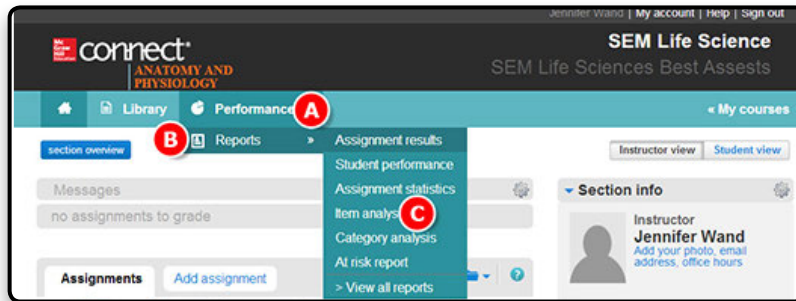 Jennifer Wand | My account | Help | Sign out
Mc Graw Hill Education connect®
ANATOMY AND
PHYSIOLOGY
SEM Life Science
SEM Life Sciences Best Assests
Library Performance A « My courses
section overview B Reports » Assignment results Instructor view Student view
Student performance
Messages Assignment statistics Section info
no assignments to grade Item analysis C Instructor
Category analysis Jennifer Wand
At risk report Add your photo, email
address, office hours
Assignments Add assignment > View all reports ?